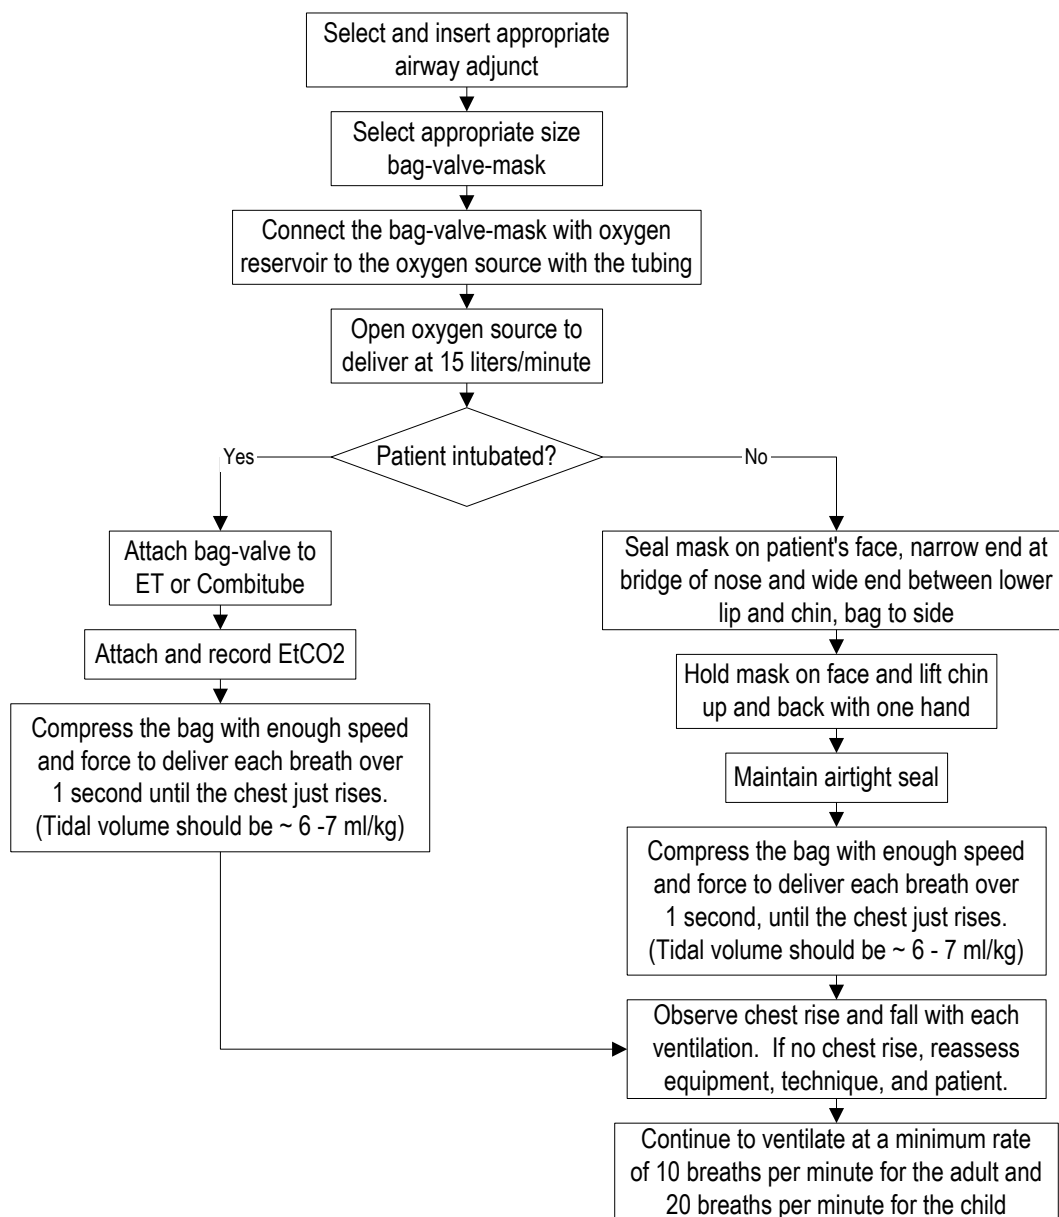 Select and insert appropriate
airway adjunct
Select appropriate size
bag-valve-mask
Connect the bag-valve-mask with oxygen
reservoir to the oxygen source with the tubing
Open oxygen source to
deliver at 15 liters/minute
Patient intubated?
Yes
No
Attach bag-valve to
ET or Combitube
Attach and record EtCO2
Compress the bag with enough speed
and force to deliver each breath over
1 second until the chest just rises.
(Tidal volume should be ~ 6 -7 ml/kg)
Seal mask on patient's face, narrow end at
bridge of nose and wide end between lower
lip and chin, bag to side
Hold mask on face and lift chin
up and back with one hand
Maintain airtight seal
Compress the bag with enough speed
and force to deliver each breath over
1 second, until the chest just rises.
(Tidal volume should be ~ 6 - 7 ml/kg)
Observe chest rise and fall with each
ventilation.  If no chest rise, reassess
equipment, technique, and patient.
Continue to ventilate at a minimum rate
of 10 breaths per minute for the adult and
20 breaths per minute for the child